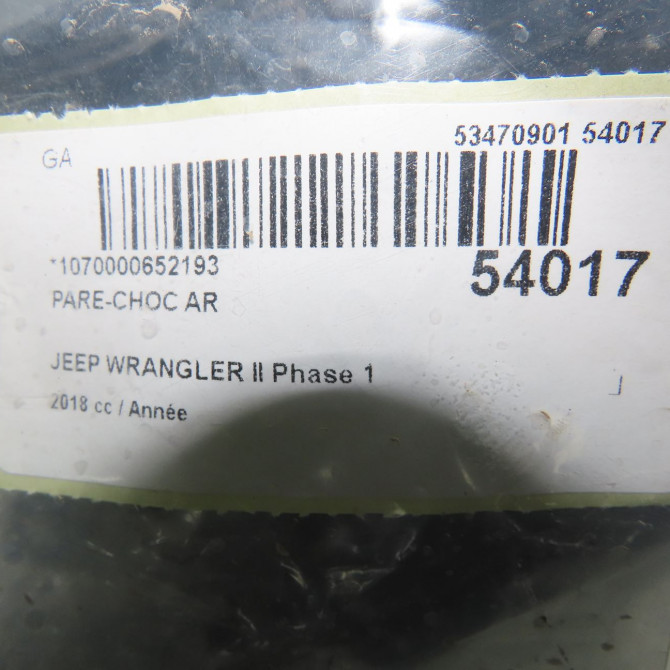 53470901 54017
GA
*1070000652193
54017
PARE-CHOC AR
JEEP WRANGLER II Phase 1
2018 cc / Année